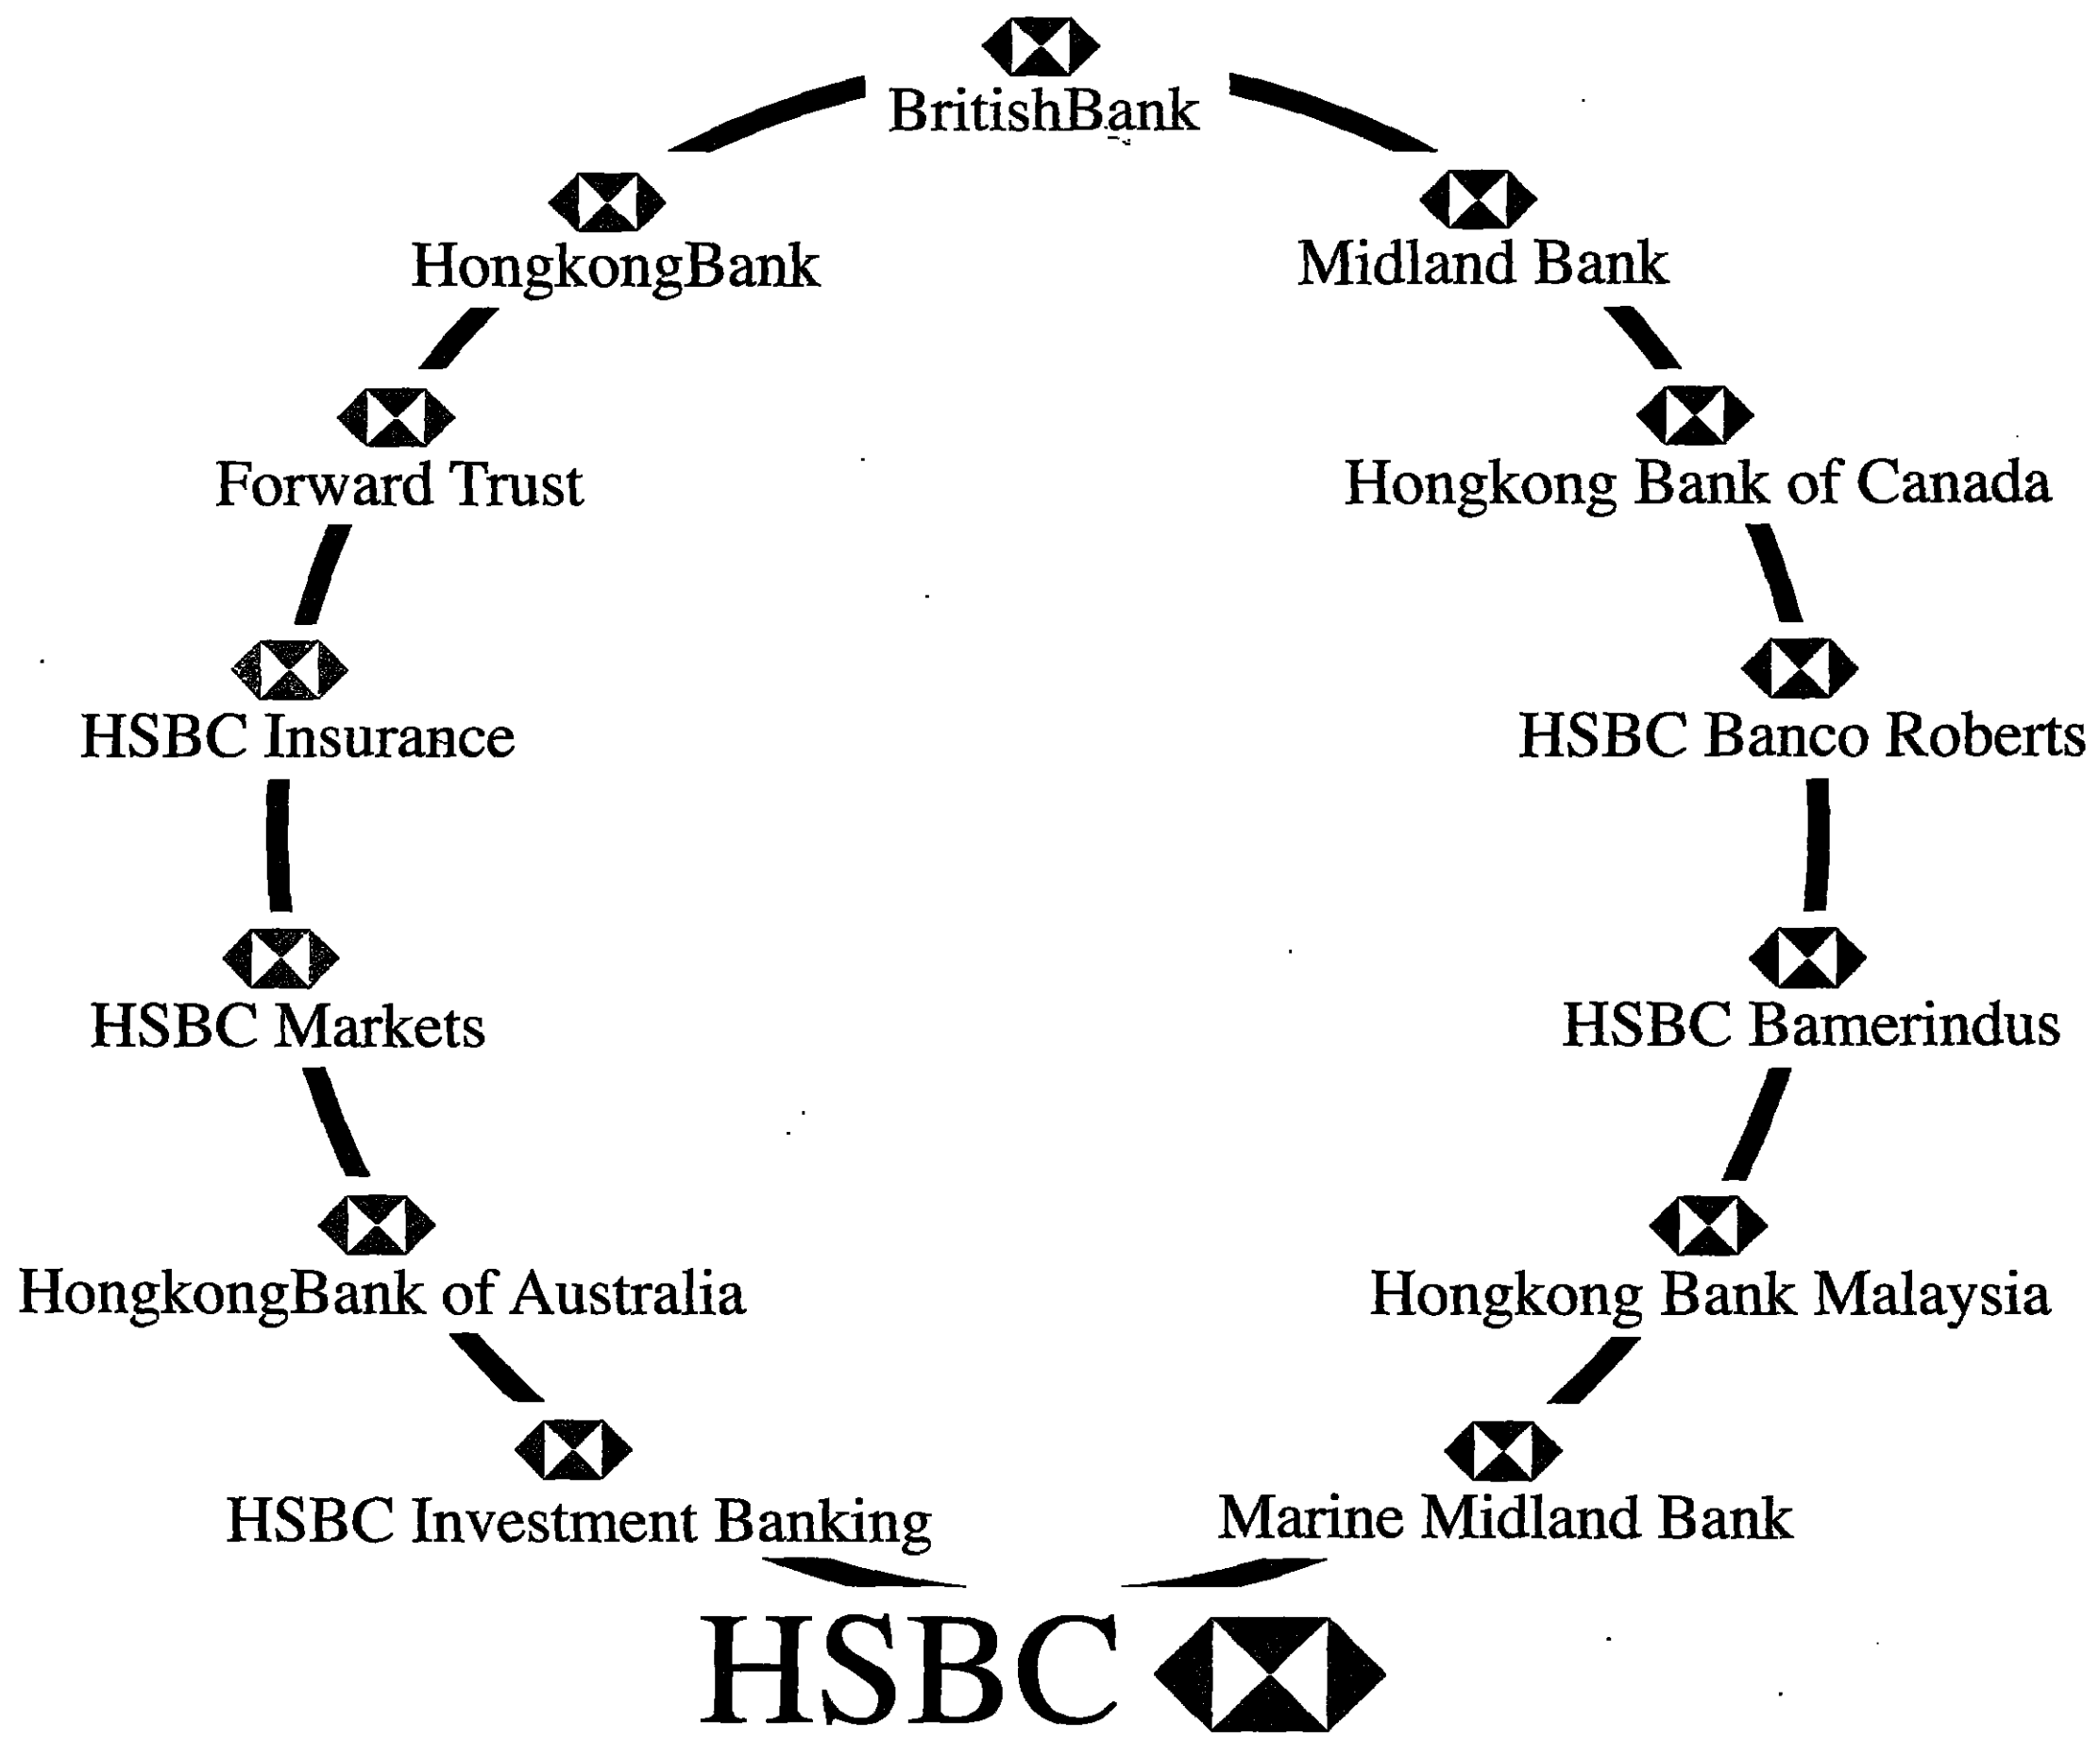 BritishBank
HongkongBank
Midland Bank
Forward Trust
Hongkong Bank of Canada
HSBC Insurance
HSBC Banco Roberts
HSBC Markets
HSBC Bamerindus
HongkongBank of Australia
Hongkong Bank Malaysia
HSBC Investment Banking
Marine Midland Bank
HSBC